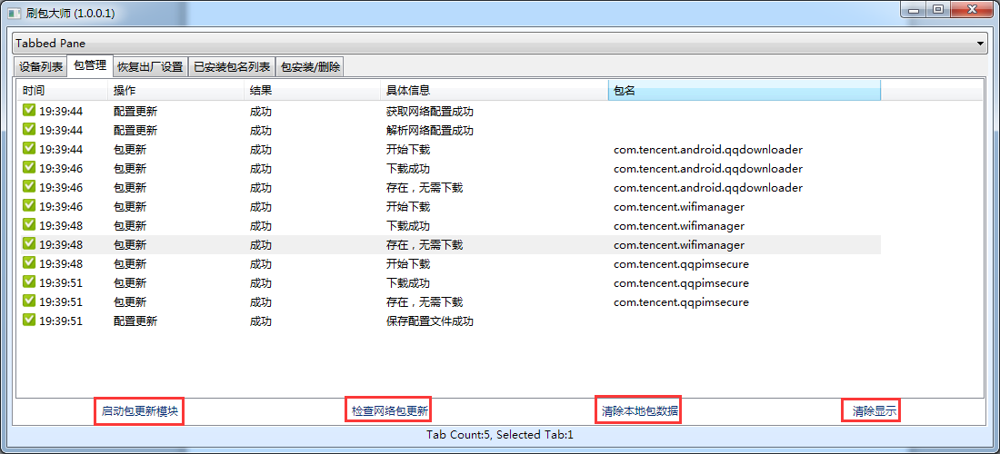 刷包大师 (1.0.0.1)
Tabbed Pane
设备列表 包管理 恢复出厂设置 已安装包名列表 包安装/删除
时间 操作 结果 具体信息 包名
19:39:44 配置更新 成功 获取网络配置成功
19:39:44 配置更新 成功 解析网络配置成功
19:39:44 包更新 成功 开始下载 com.tencent.android.qqdownloader
19:39:46 包更新 成功 下载成功 com.tencent.android.qqdownloader
19:39:46 包更新 成功 存在，无需下载 com.tencent.android.qqdownloader
19:39:46 包更新 成功 开始下载 com.tencent.wifimanager
19:39:48 包更新 成功 下载成功 com.tencent.wifimanager
19:39:48 包更新 成功 存在，无需下载 com.tencent.wifimanager
19:39:48 包更新 成功 开始下载 com.tencent.qqpimsecure
19:39:51 包更新 成功 下载成功 com.tencent.qqpimsecure
19:39:51 包更新 成功 存在，无需下载 com.tencent.qqpimsecure
19:39:51 配置更新 成功 保存配置文件成功
启动包更新模块 检查网络包更新 清除本地包数据 清除显示
Tab Count:5, Selected Tab:1